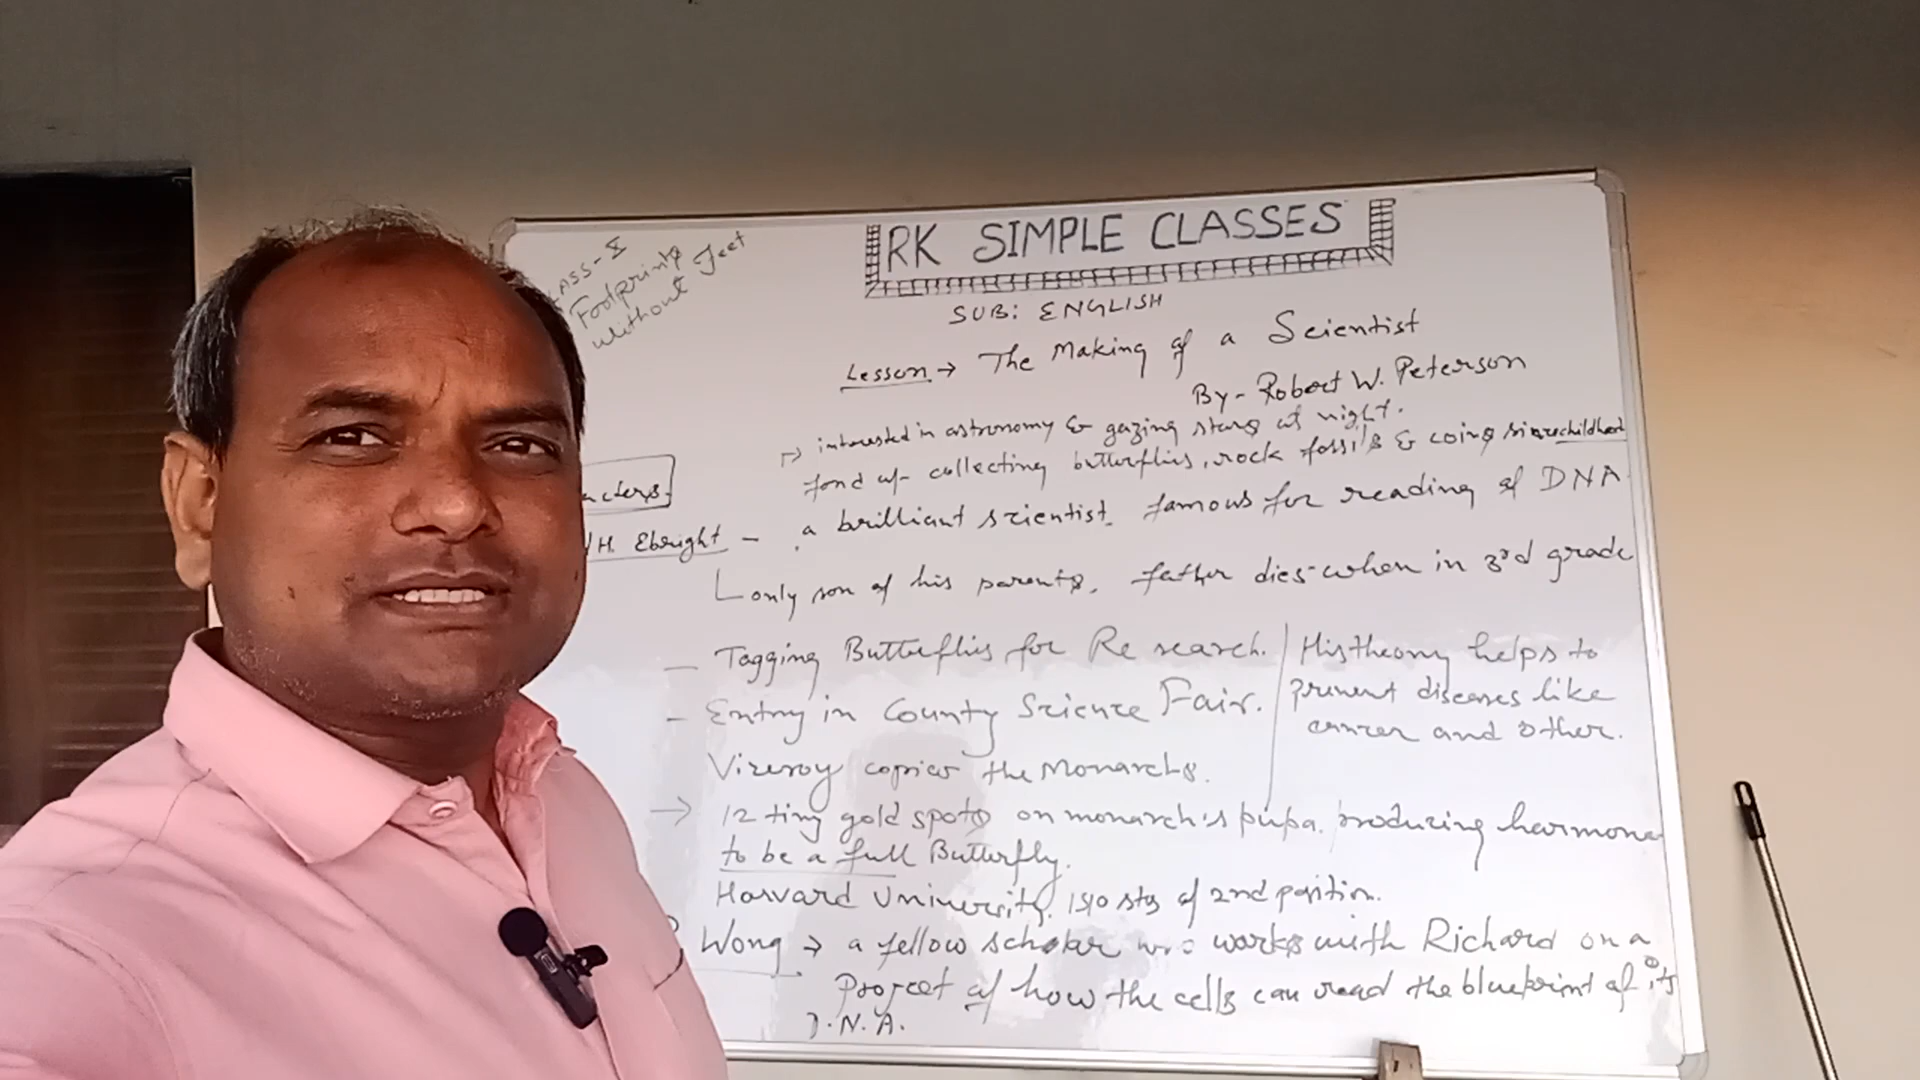 RK SIMPLE CLASSES
CLASS-X
Footprints
without Feet
SUB: ENGLISH
Lesson → The Making of a Scientist
By - Robert W. Peterson
interested in astronomy & gazing stars at night.
fond of collecting butterflies, rock fossils & coins since childhood
acters
H. Ebright - a brilliant scientist famous for reading of DNA
only son of his parents, father dies when in 3rd grade
- Tagging Butterflies for Research.
His theory helps to
prevent diseases like
cancer and other.
- Entry in County Science Fair.
Viceroy copies the Monarchs.
→ 12 tiny gold spots on monarch's pupa. producing harmone
to be a full Butterfly.
Harvard University. of 2nd position.
Wong → a fellow scholar who works with Richard on a
Project of how the cells can read the blueprint of its
D.N.A.